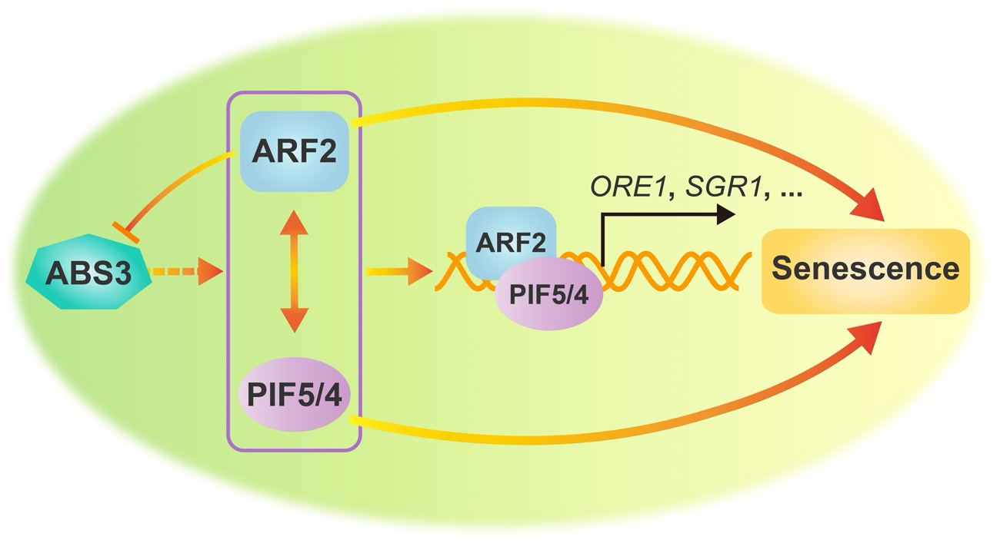 ARF2
ORE1, SGR1, ...
ARF2
ABS3
Senescence
PIF5/4
PIF5/4